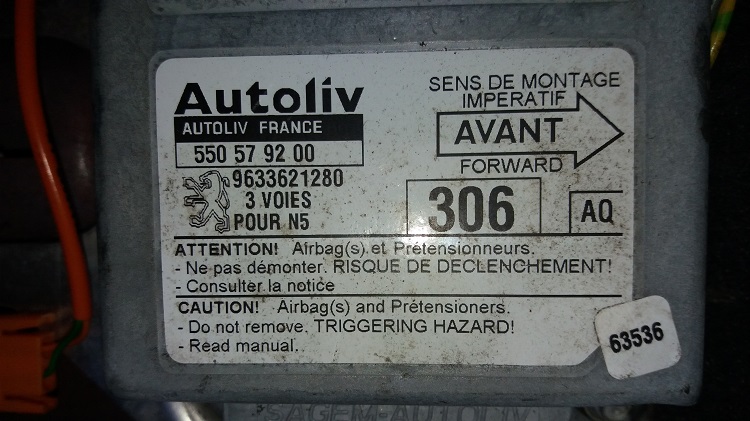 Autoliv
AUTOLIV FRANCE
550 57 92 00
9633621280
3 VOIES
POUR N5
SENS DE MONTAGE
IMPERATIF
AVANT
FORWARD
306
AQ
ATTENTION! Airbag(s) et Prétensionneurs.
- Ne pas démonter. RISQUE DE DECLENCHEMENT!
- Consulter la notice
CAUTION! Airbag(s) and Prétensioners.
- Do not remove. TRIGGERING HAZARD!
- Read manual.
63536
SAGEM-AUTOLIV